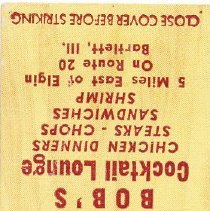 BOB'S
Cocktail Lounge
CHICKEN DINNERS
STEAKS - CHOPS
SANDWICHES
SHRIMP
5 Miles East of Elgin
On Route 20
Bartlett, Ill.
CLOSE COVER BEFORE STRIKING